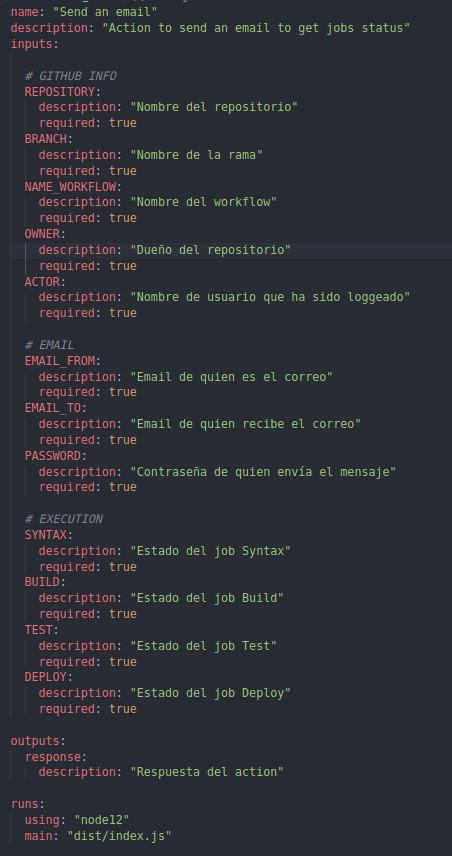 name: "Send an email"
description: "Action to send an email to get jobs status"
inputs:

  # GITHUB INFO
  REPOSITORY:
    description: "Nombre del repositorio"
    required: true
  BRANCH:
    description: "Nombre de la rama"
    required: true
  NAME_WORKFLOW:
    description: "Nombre del workflow"
    required: true
  OWNER:
    description: "Dueño del repositorio"
    required: true
  ACTOR:
    description: "Nombre de usuario que ha sido loggeado"
    required: true

  # EMAIL
  EMAIL_FROM:
    description: "Email de quien es el correo"
    required: true
  EMAIL_TO:
    description: "Email de quien recibe el correo"
    required: true
  PASSWORD:
    description: "Contraseña de quien envía el mensaje"
    required: true

  # EXECUTION
  SYNTAX:
    description: "Estado del job Syntax"
    required: true
  BUILD:
    description: "Estado del job Build"
    required: true
  TEST:
    description: "Estado del job Test"
    required: true
  DEPLOY:
    description: "Estado del job Deploy"
    required: true

outputs:
  response:
    description: "Respuesta del action"

runs:
  using: "node12"
  main: "dist/index.js"